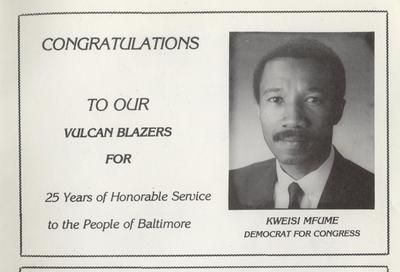 CONGRATULATIONS
TO OUR
VULCAN BLAZERS
FOR
25 Years of Honorable Service
to the People of Baltimore
KWEISI MFUME
DEMOCRAT FOR CONGRESS